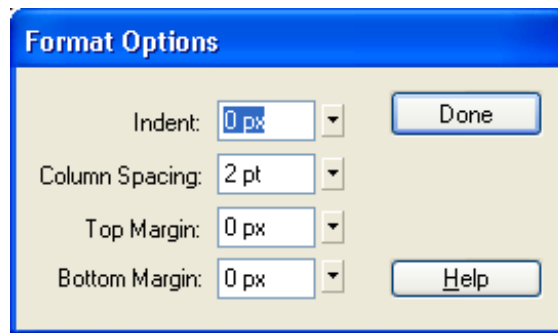 Format Options
Indent: 0 px Done
Column Spacing: 2 pt
Top Margin: 0 px
Bottom Margin: 0 px Help